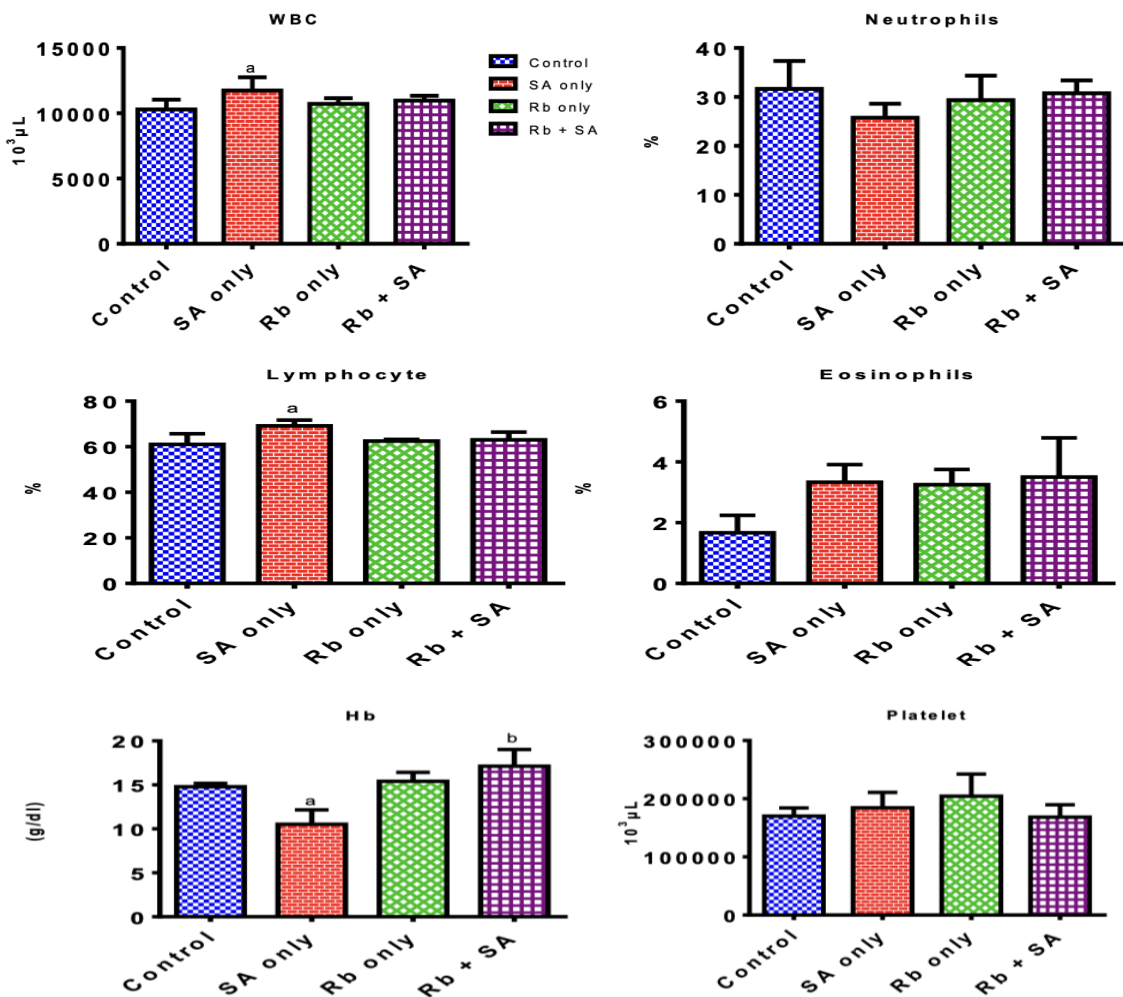 WBC
15000
10000
5000
0
10³µL
a
Control
SA only
Rb only
Rb + SA
Control
SA only
Rb only
Rb + SA
Neutrophils
40
30
20
10
0
%
Control
SA only
Rb only
Rb + SA
Lymphocyte
80
60
40
20
0
%
a
Control
SA only
Rb only
Rb + SA
Eosinophils
6
4
2
0
%
Control
SA only
Rb only
Rb + SA
Hb
20
15
10
5
0
(g/dl)
a
b
Control
SA only
Rb only
Rb + SA
Platelet
300000
200000
100000
0
10³µL
Control
SA only
Rb only
Rb + SA